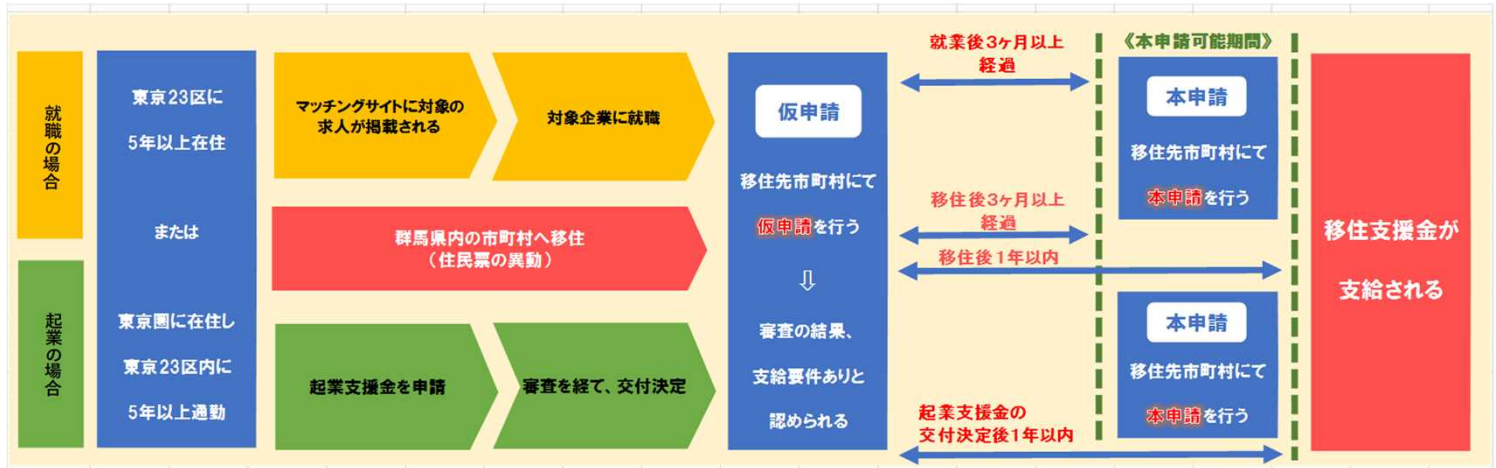 就職の場合
起業の場合
東京23区に
5年以上在住
または
東京圏に在住し
東京23区内に
5年以上通勤
マッチングサイトに対象の
求人が掲載される
対象企業に就職
群馬県内の市町村へ移住
（住民票の異動）
起業支援金を申請
審査を経て、交付決定
仮申請
移住先市町村にて
仮申請を行う
⇩
審査の結果、
支給要件ありと
認められる
就業後３ヶ月以上
経過
移住後３ヶ月以上
経過
移住後１年以内
起業支援金の
交付決定後１年以内
《本申請可能期間》
本申請
移住先市町村にて
本申請を行う
本申請
移住先市町村にて
本申請を行う
移住支援金が
支給される